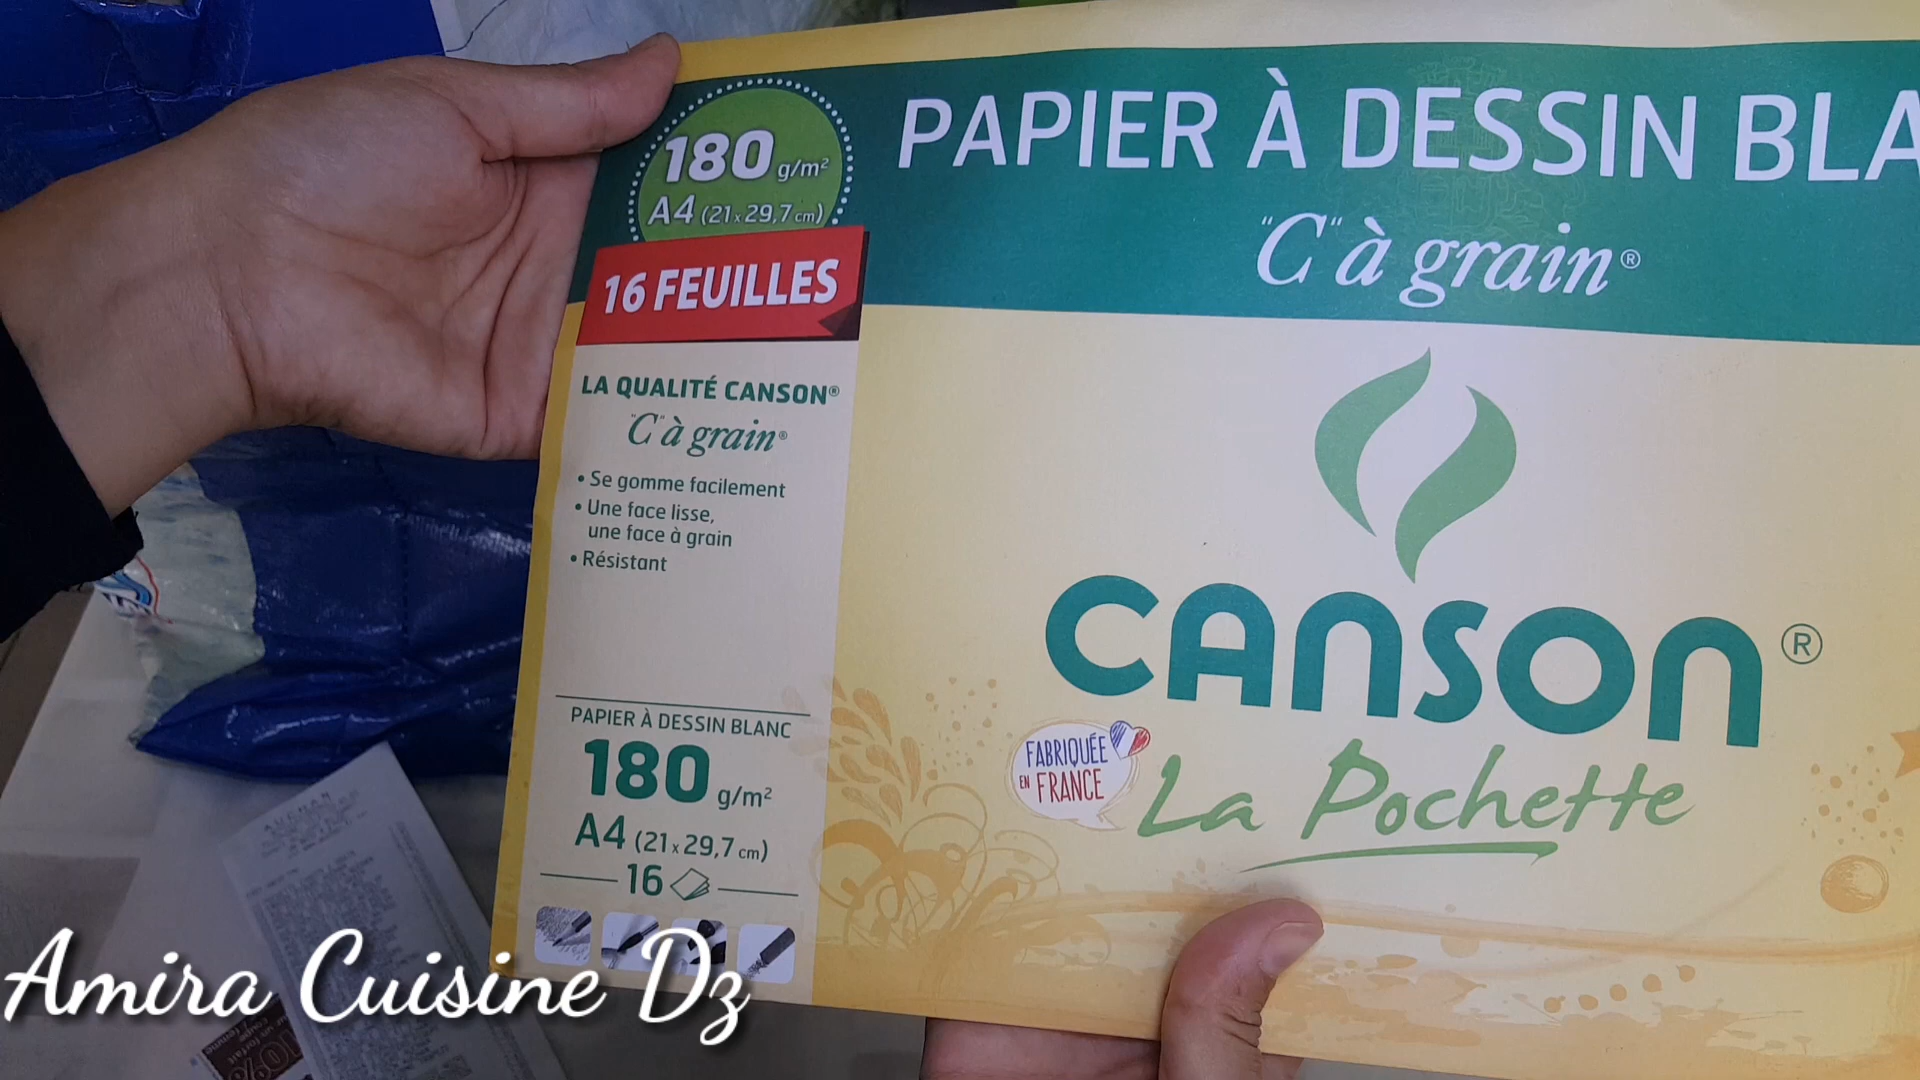 180 g/m²
A4 (21 x 29,7 cm)
16 FEUILLES
PAPIER À DESSIN BLA
"C" à grain®
LA QUALITÉ CANSON®
"C" à grain®
• Se gomme facilement
• Une face lisse,
une face à grain
• Résistant
CANSON®
FABRIQUÉE
EN FRANCE
La Pochette
PAPIER À DESSIN BLANC
180 g/m²
A4 (21 x 29,7 cm)
16
AUCHAN
10%
Amira Cuisine Dz